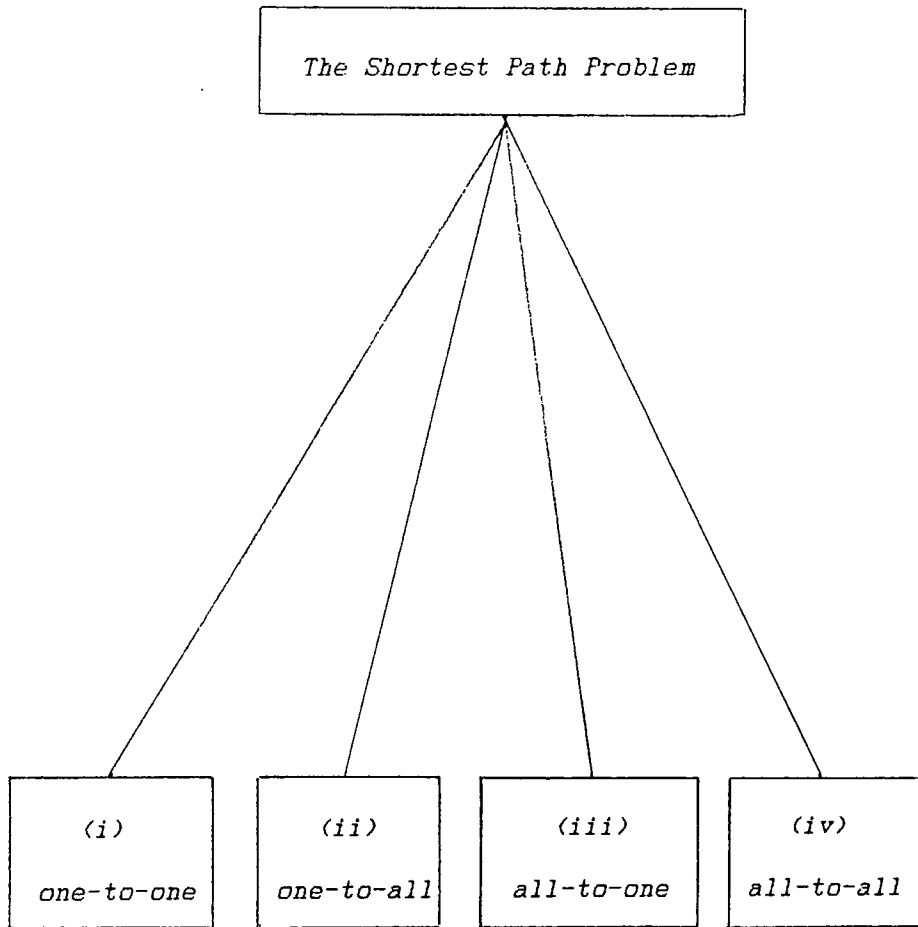 The Shortest Path Problem
(i)
one-to-one
(ii)
one-to-all
(iii)
all-to-one
(iv)
all-to-all